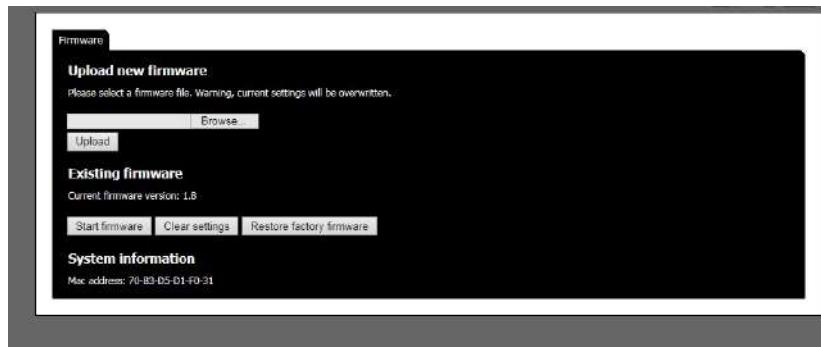 Firmware
Upload new firmware
Please select a firmware file. Warning, current settings will be overwritten.
Browse...
Upload
Existing firmware
Current firmware version: 1.8
Start firmware Clear settings Restore factory firmware
System information
Mac address: 70-B3-D5-D1-F0-31